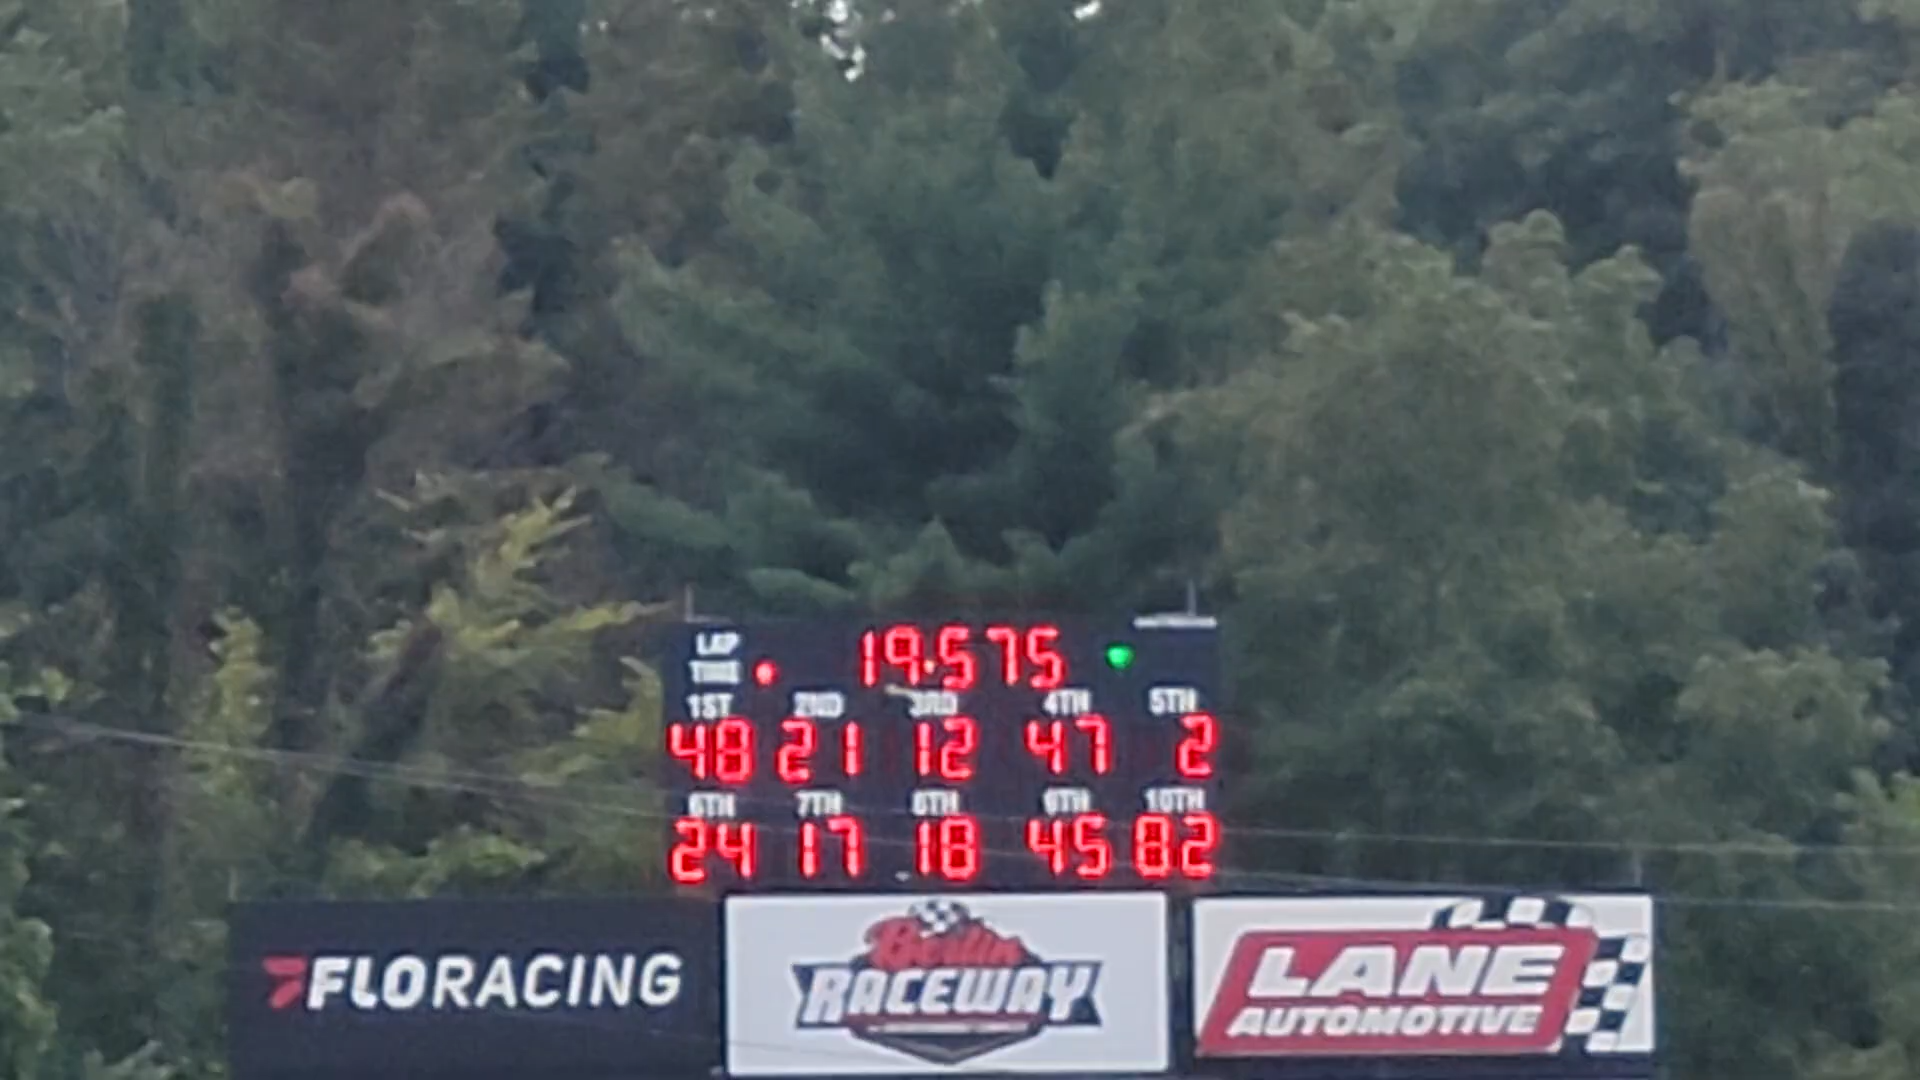 LAP
TIME
19.575
1ST 2ND 3RD 4TH 5TH
48 21 12 47 2
6TH 7TH 8TH 9TH 10TH
24 17 18 45 82
FLORACING
Berlin
RACEWAY
LANE
AUTOMOTIVE